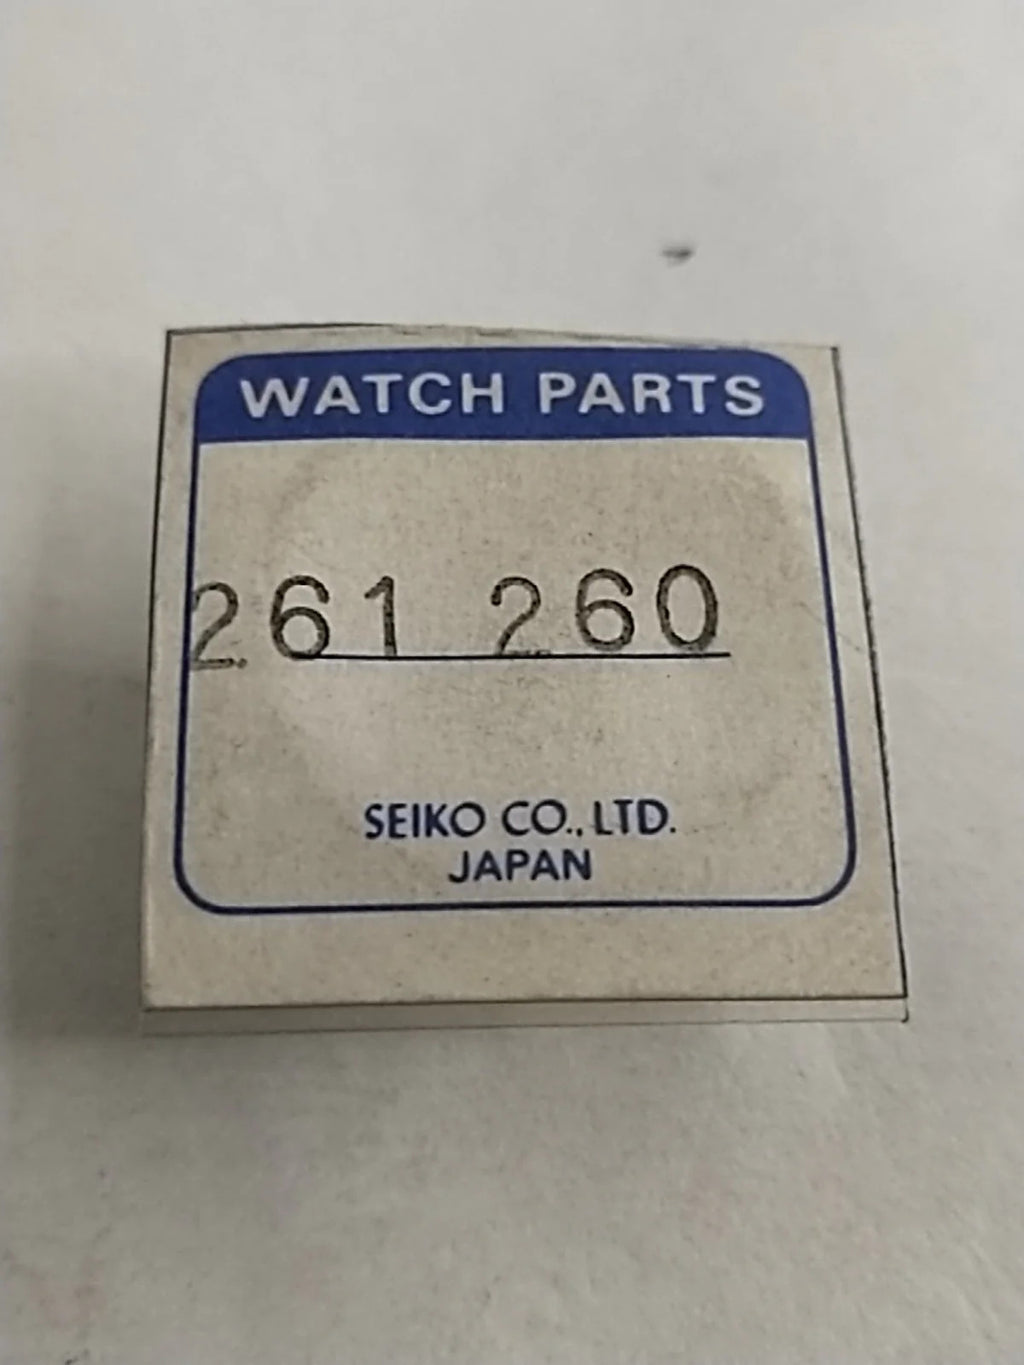 WATCH PARTS
261 260
SEIKO CO., LTD.
JAPAN